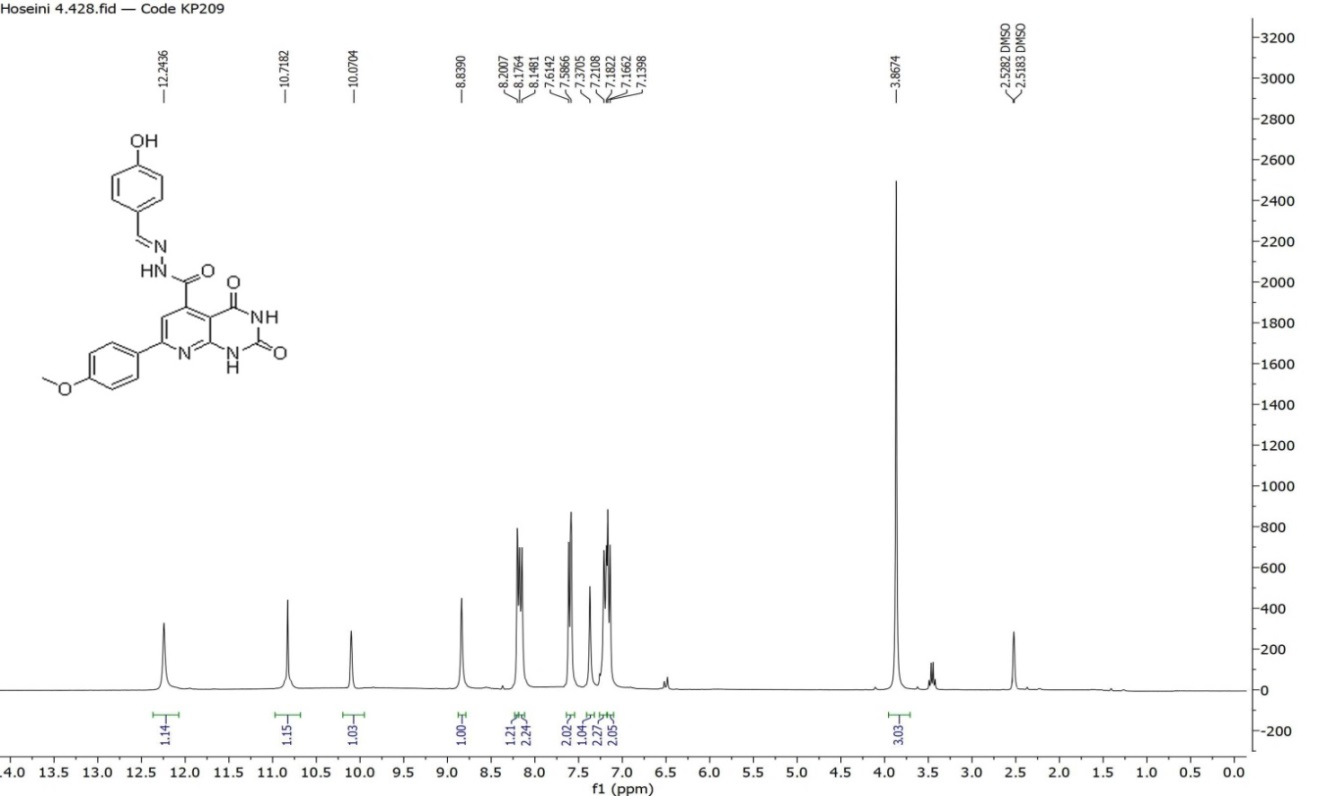 Hoseini 4.428.fid — Code KP209
12.2436
10.7182
10.0704
8.8390
8.2007
8.1764
8.1481
7.6142
7.5866
7.3705
7.2108
7.1822
7.1662
7.1398
3.8674
2.5282 DMSO
2.5183 DMSO
OH
N
HN
O
O
NH
N
N
H
O
O
3200
3000
2800
2600
2400
2200
2000
1800
1600
1400
1200
1000
800
600
400
200
0
-200
1.14
1.15
1.03
1.00
1.21
2.24
2.02
1.04
2.27
2.05
3.03
4.0 13.5 13.0 12.5 12.0 11.5 11.0 10.5 10.0 9.5 9.0 8.5 8.0 7.5 7.0 6.5 6.0 5.5 5.0 4.5 4.0 3.5 3.0 2.5 2.0 1.5 1.0 0.5 0.0
f1 (ppm)